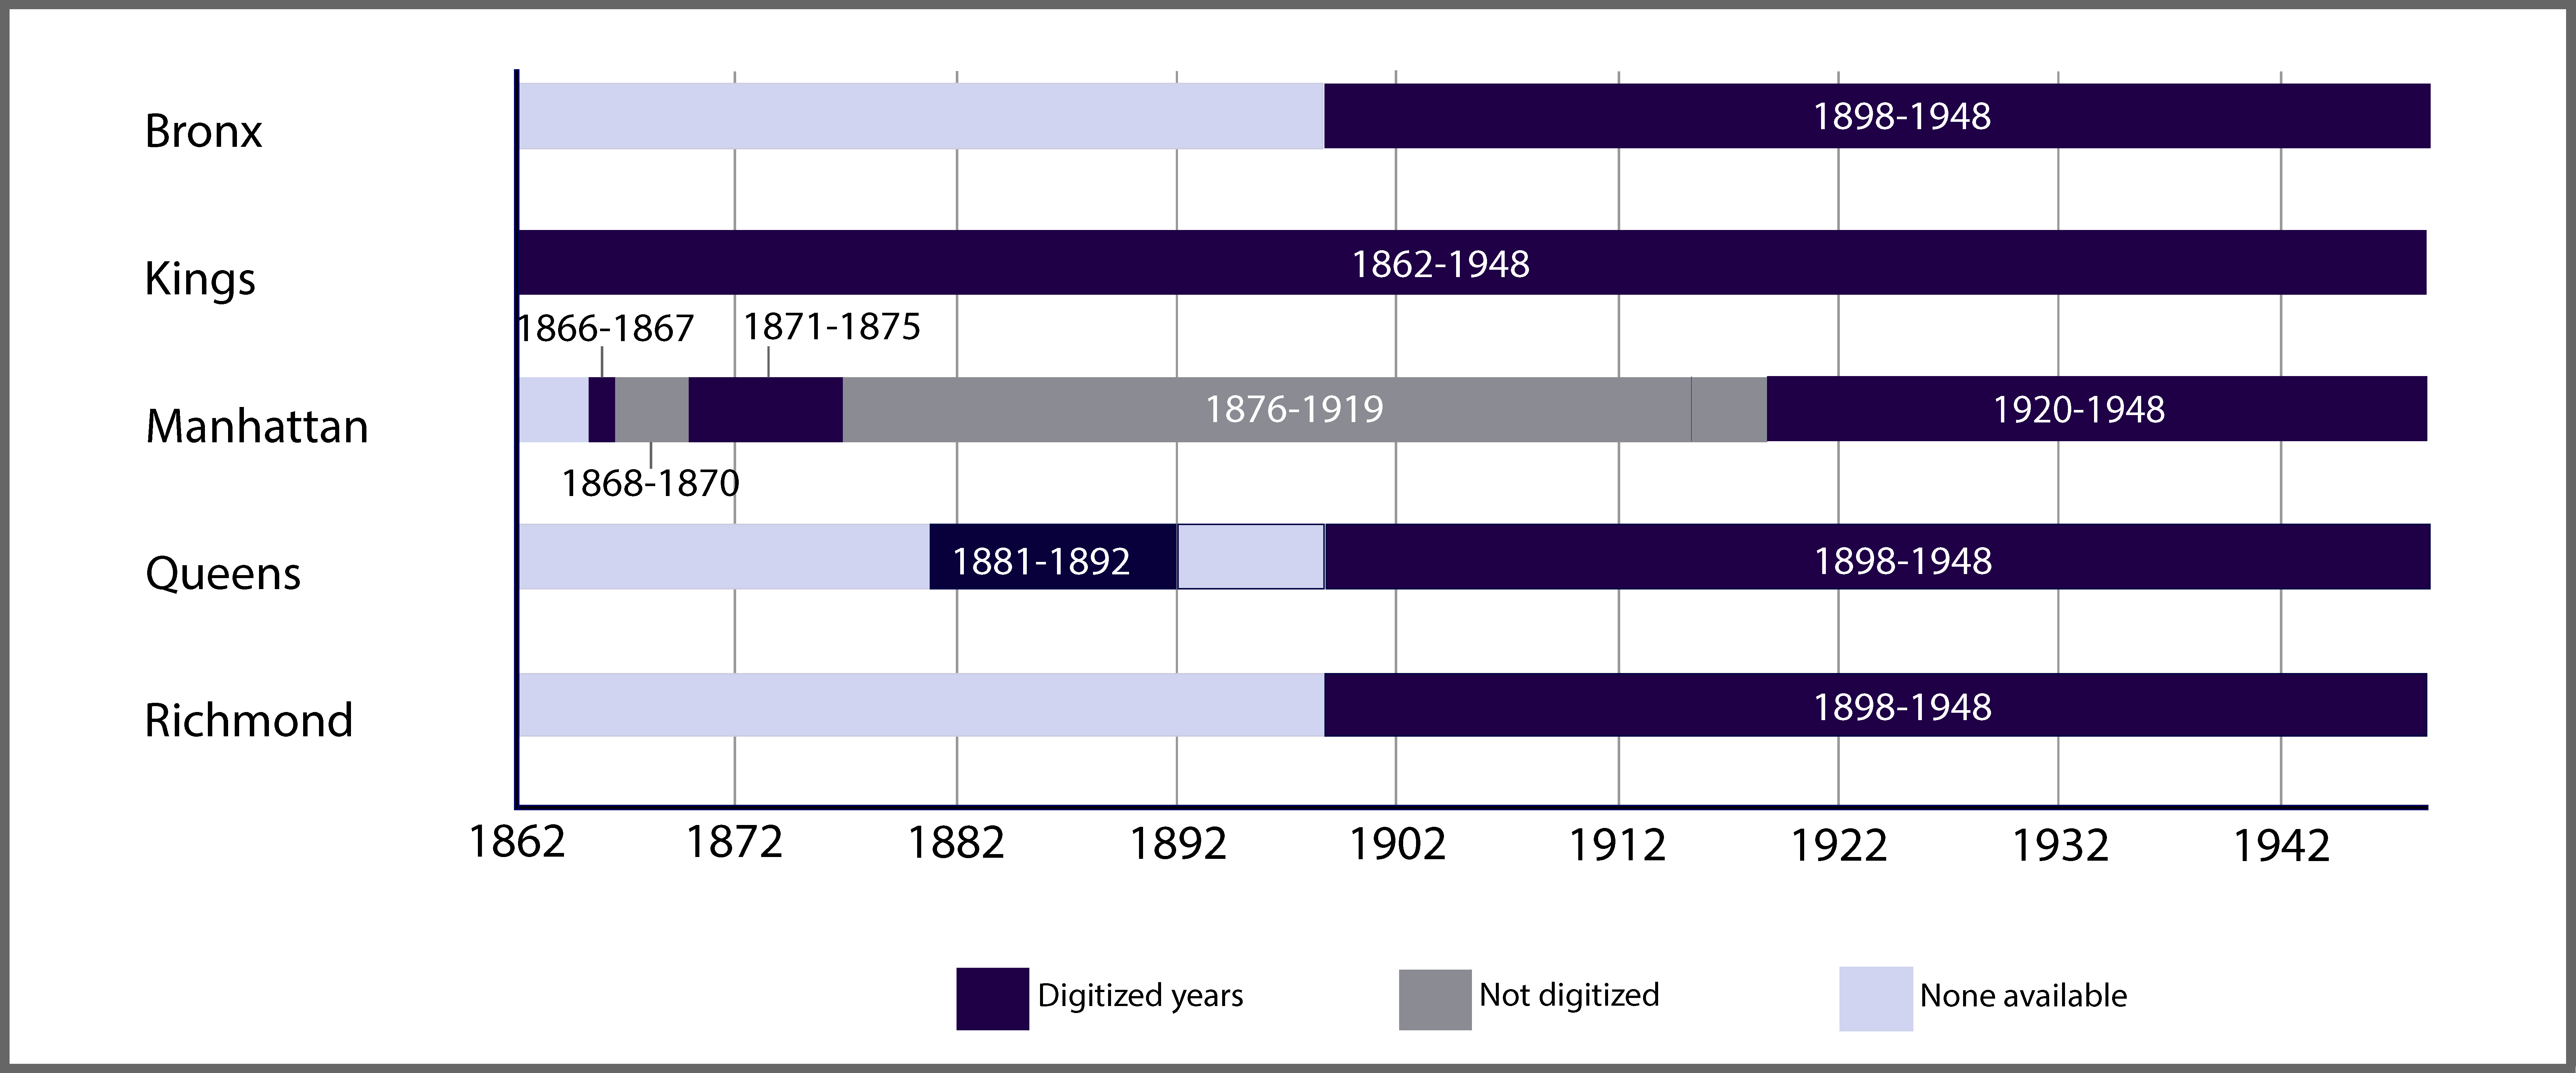 Bronx
1898-1948
Kings
1862-1948
1866-1867
1871-1875
Manhattan
1876-1919
1920-1948
1868-1870
Queens
1881-1892
1898-1948
Richmond
1898-1948
1862 1872 1882 1892 1902 1912 1922 1932 1942
Digitized years
Not digitized
None available